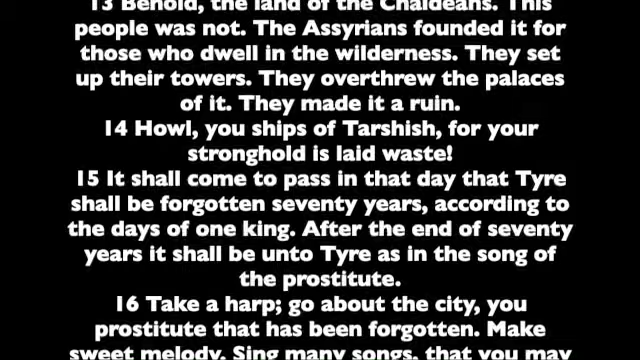 13 Behold, the land of the Chaldeans. This
people was not. The Assyrians founded it for
those who dwell in the wilderness. They set
up their towers. They overthrew the palaces
of it. They made it a ruin.
14 Howl, you ships of Tarshish, for your
stronghold is laid waste!
15 It shall come to pass in that day that Tyre
shall be forgotten seventy years, according to
the days of one king. After the end of seventy
years it shall be unto Tyre as in the song of
the prostitute.
16 Take a harp; go about the city, you
prostitute that has been forgotten. Make
sweet melody. Sing many songs, that you may